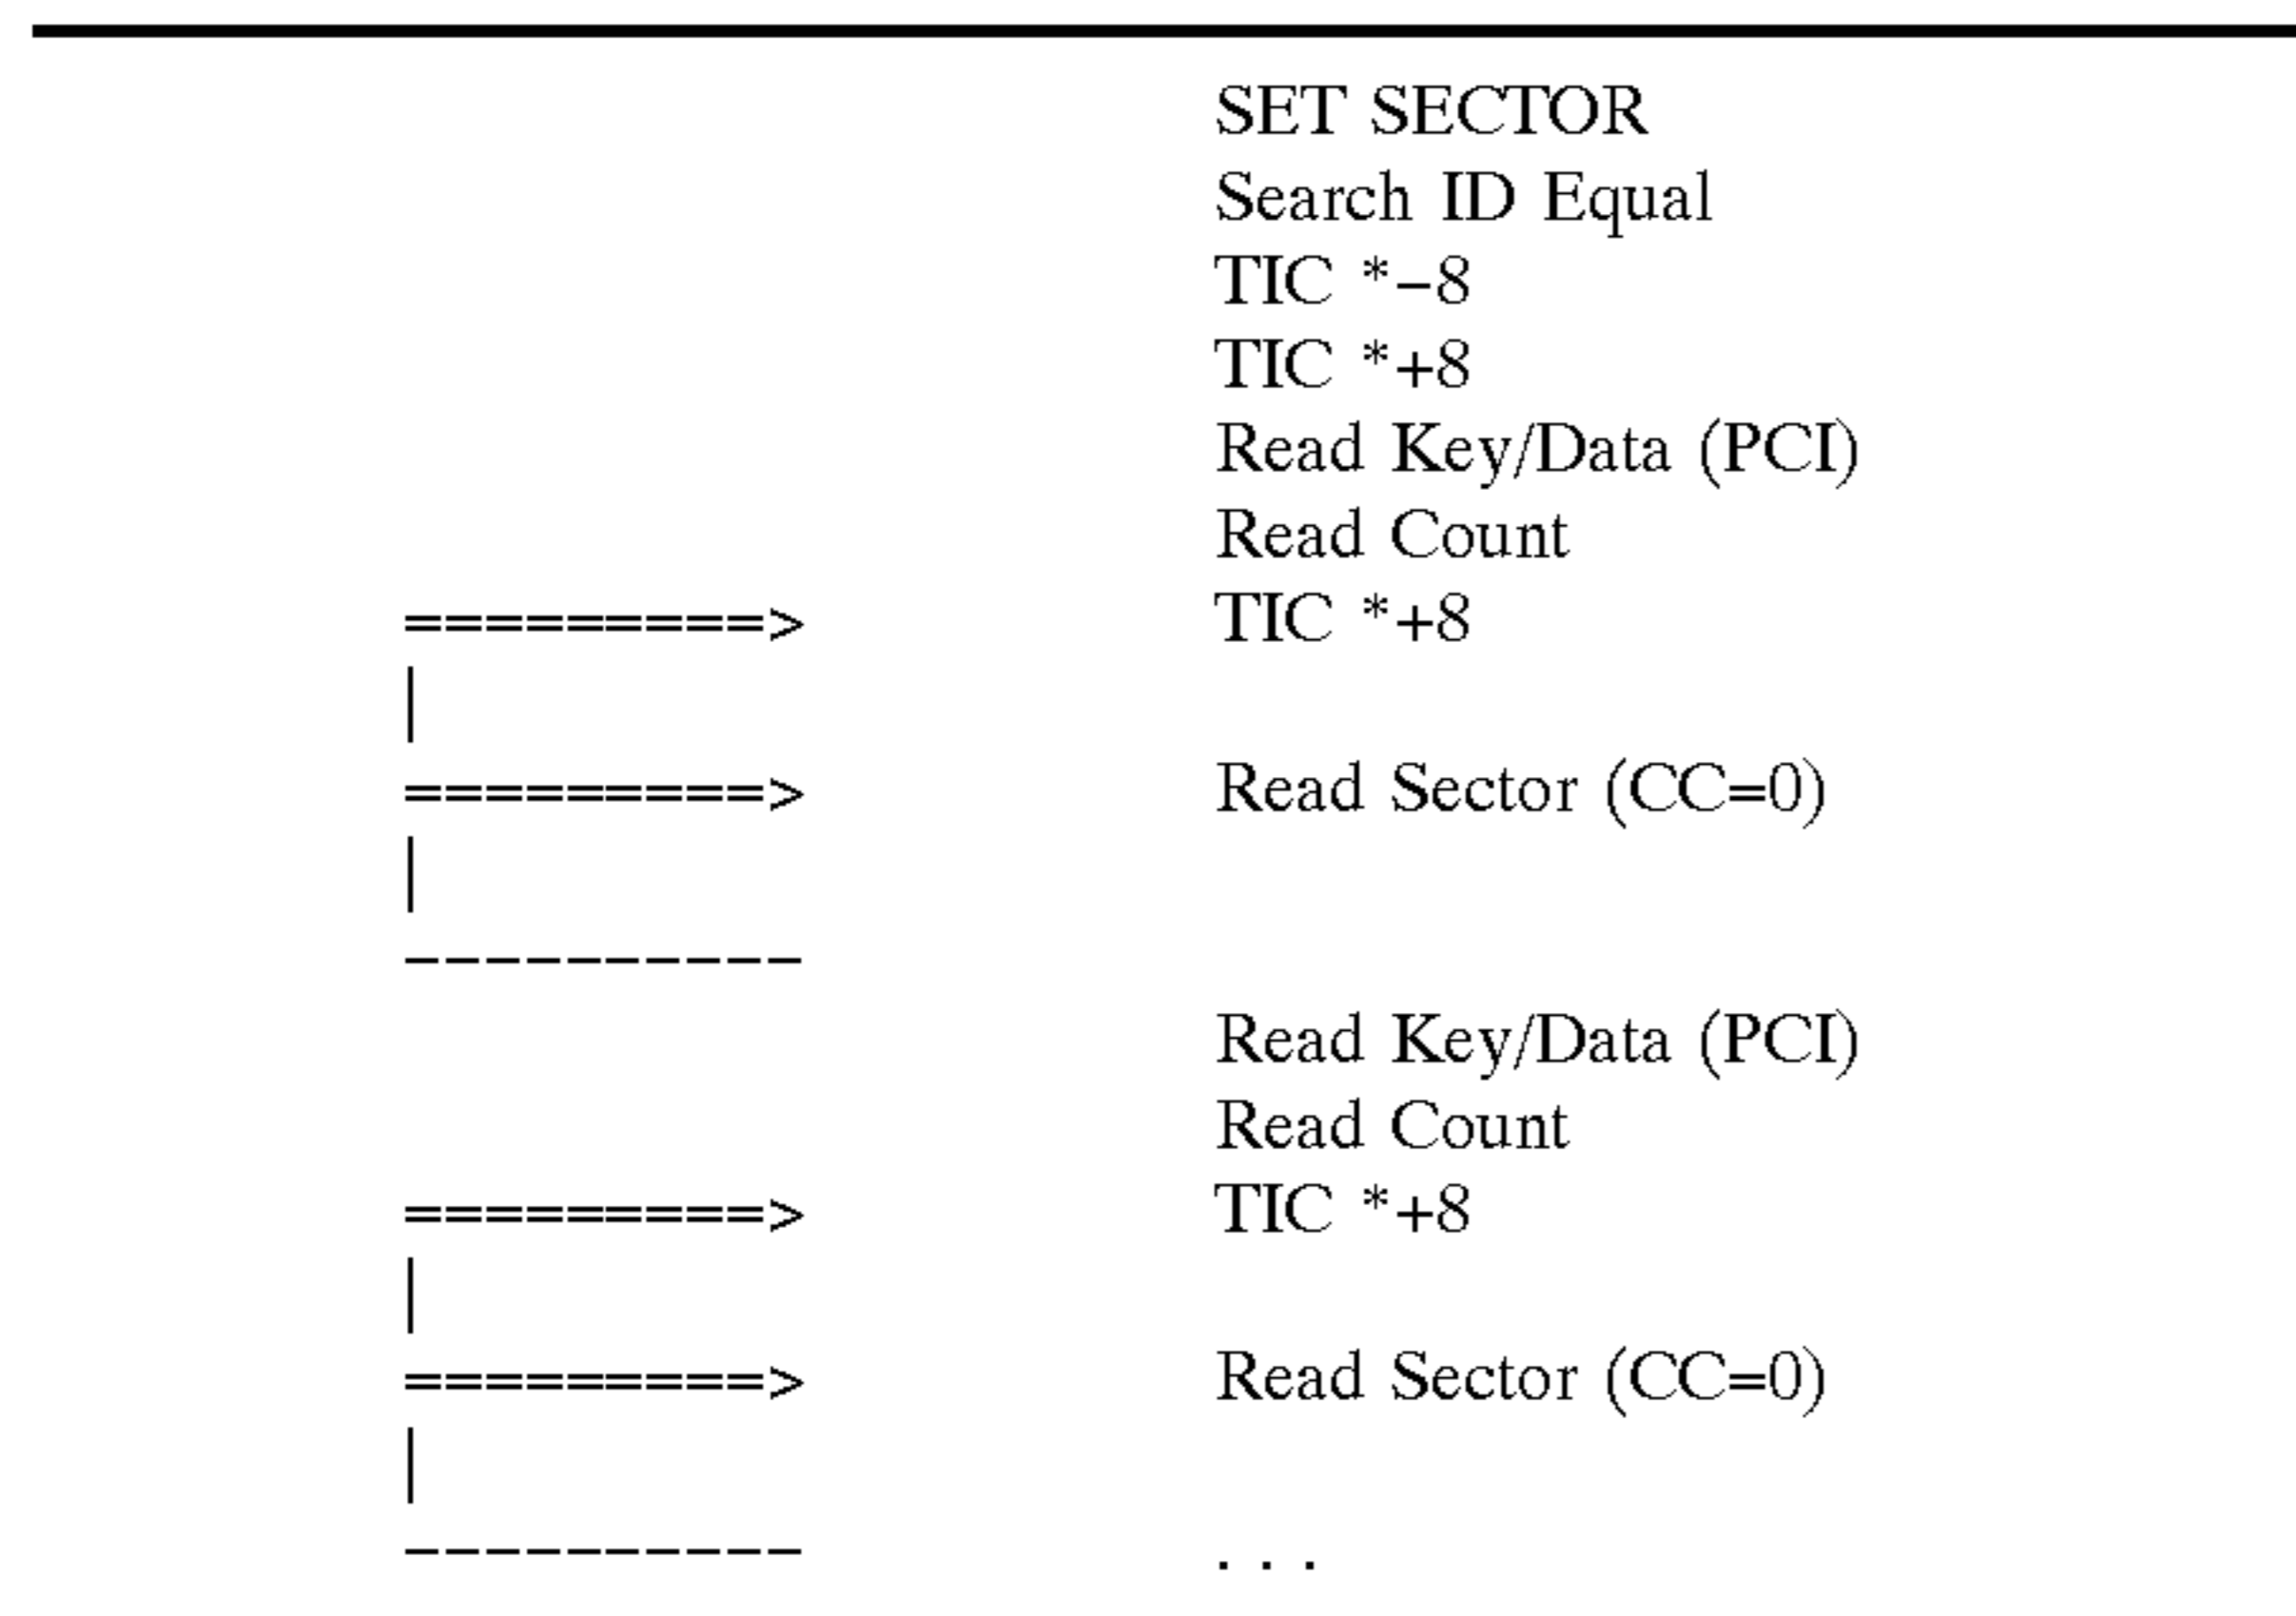 SET SECTOR
Search ID Equal
TIC *−8
TIC *+8
Read Key/Data (PCI)
Read Count
=========> TIC *+8
|
=========> Read Sector (CC=0)
|
----------
Read Key/Data (PCI)
Read Count
=========> TIC *+8
|
=========> Read Sector (CC=0)
|
---------- . . .